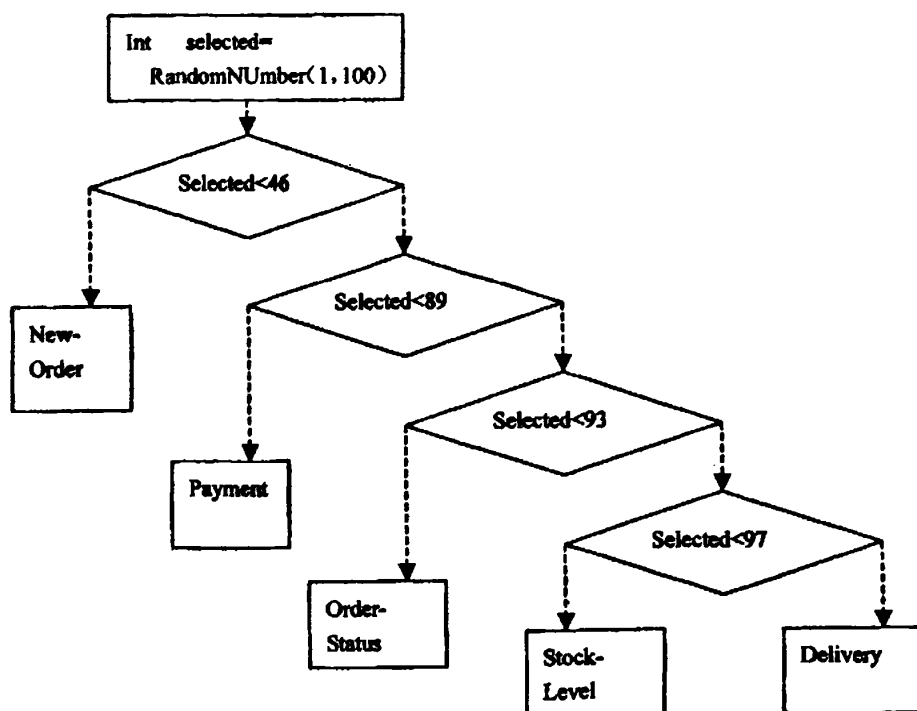 Int selected=
RandomNUmber(1,100)
Selected<46
Selected<89
New-
Order
Selected<93
Payment
Selected<97
Order-
Status
Stock-
Level
Delivery